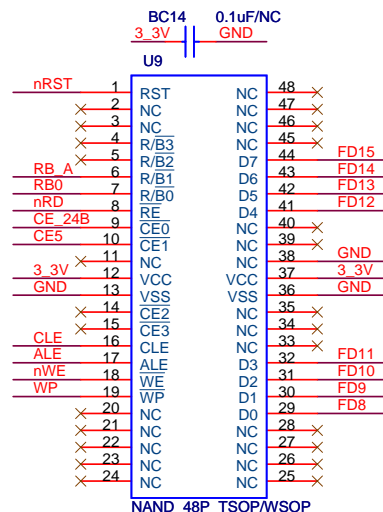 BC14 0.1uF/NC
3_3V GND
U9
nRST 1 RST NC 48
2 NC NC 47
3 NC NC 46
4 R/B3 NC 45
5 R/B2 D7 44 FD15
RB_A 6 R/B1 D6 43 FD14
RB0 7 R/B0 D5 42 FD13
nRD 8 RE D4 41 FD12
CE_24B 9 CE0 NC 40
CE5 10 CE1 NC 39
11 NC NC 38 GND
3_3V 12 VCC VCC 37 3_3V
GND 13 VSS VSS 36 GND
14 CE2 NC 35
15 CE3 NC 34
CLE 16 CLE NC 33
ALE 17 ALE D3 32 FD11
nWE 18 WE D2 31 FD10
WP 19 WP D1 30 FD9
20 NC D0 29 FD8
21 NC NC 28
22 NC NC 27
23 NC NC 26
24 NC NC 25
NAND_48P_TSOP/WSOP